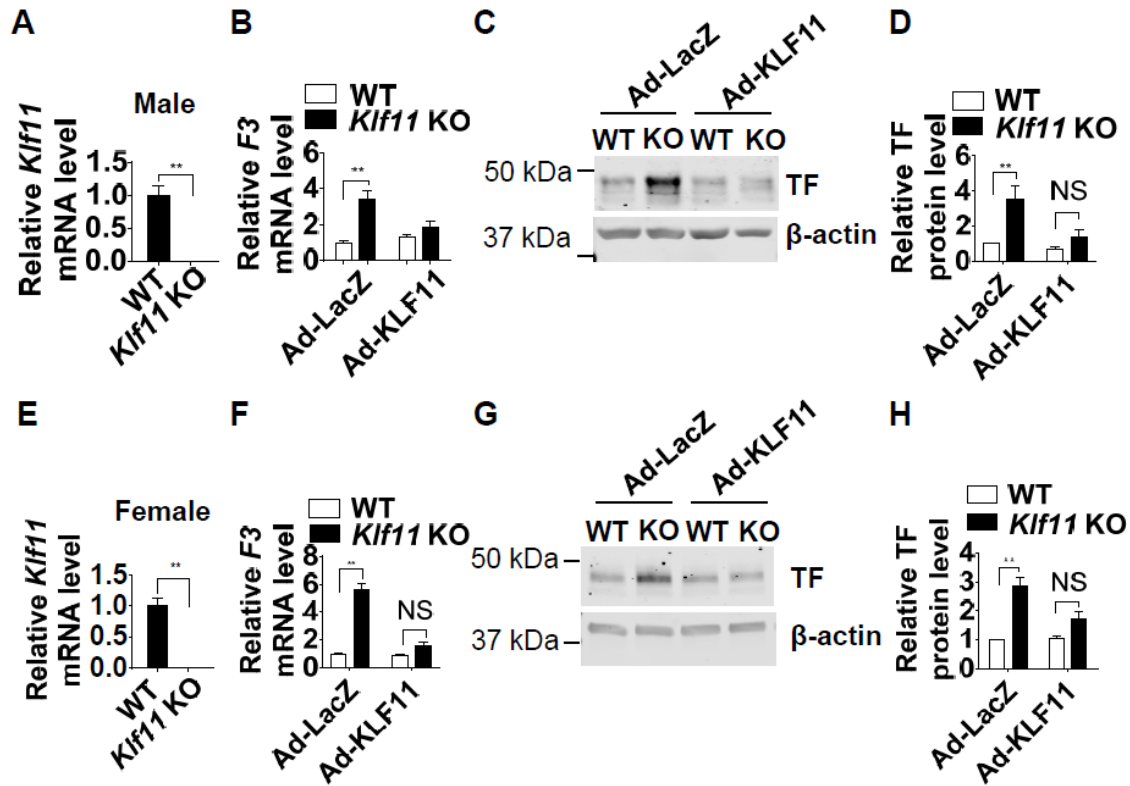 A
Male
Relative Klf11
mRNA level
1.5
1.0
0.5
0.0
**
WT
Klf11 KO
B
WT
Klf11 KO
Relative F3
mRNA level
6
4
2
0
**
Ad-LacZ
Ad-KLF11
C
Ad-LacZ
Ad-KLF11
WT KO WT KO
50 kDa
TF
37 kDa
β-actin
D
WT
Klf11 KO
Relative TF
protein level
6
4
2
0
**
NS
Ad-LacZ
Ad-KLF11
E
Female
Relative Klf11
mRNA level
1.5
1.0
0.5
0.0
**
WT
Klf11 KO
F
WT
Klf11 KO
Relative F3
mRNA level
8
6
4
2
0
**
NS
Ad-LacZ
Ad-KLF11
G
Ad-LacZ
Ad-KLF11
WT KO WT KO
50 kDa
TF
37 kDa
β-actin
H
WT
Klf11 KO
Relative TF
protein level
4
3
2
1
0
**
NS
Ad-LacZ
Ad-KLF11